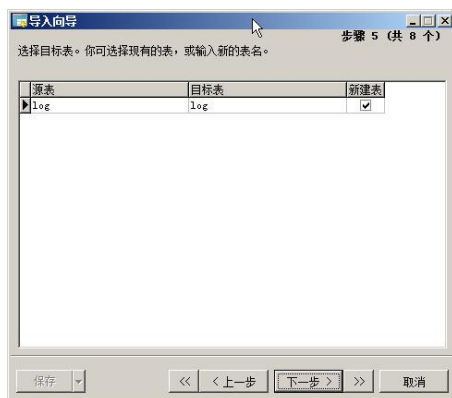 导入向导
步骤 5 (共 8 个)
选择目标表。你可选择现有的表，或输入新的表名。
源表 目标表 新建表
log log
保存 << < 上一步 下一步 > >> 取消